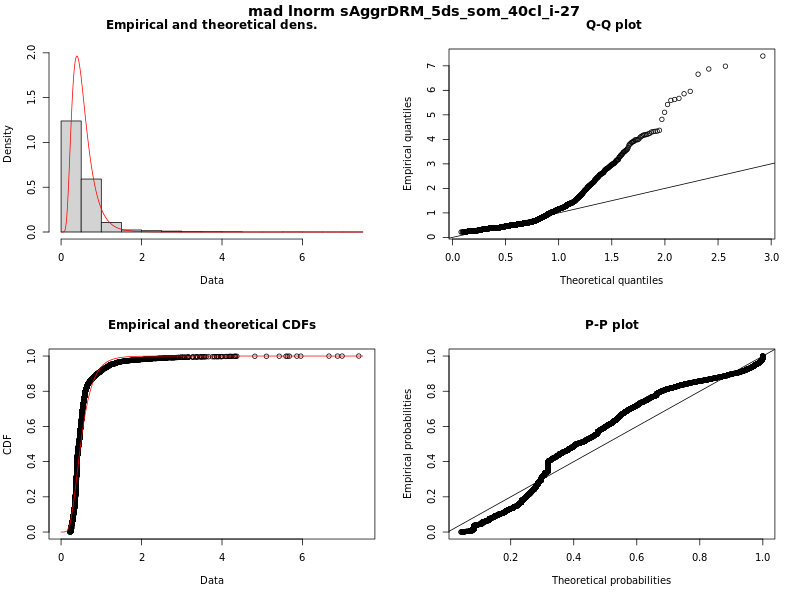 mad lnorm sAggrDRM_5ds_som_40cl_i-27
Empirical and theoretical dens.
Density
0.0 0.5 1.0 1.5 2.0
0 2 4 6
Data
Q-Q plot
Empirical quantiles
0 1 2 3 4 5 6 7
0.0 0.5 1.0 1.5 2.0 2.5 3.0
Theoretical quantiles
Empirical and theoretical CDFs
CDF
0.0 0.2 0.4 0.6 0.8 1.0
0 2 4 6
Data
P-P plot
Empirical probabilities
0.0 0.2 0.4 0.6 0.8 1.0
0.2 0.4 0.6 0.8 1.0
Theoretical probabilities